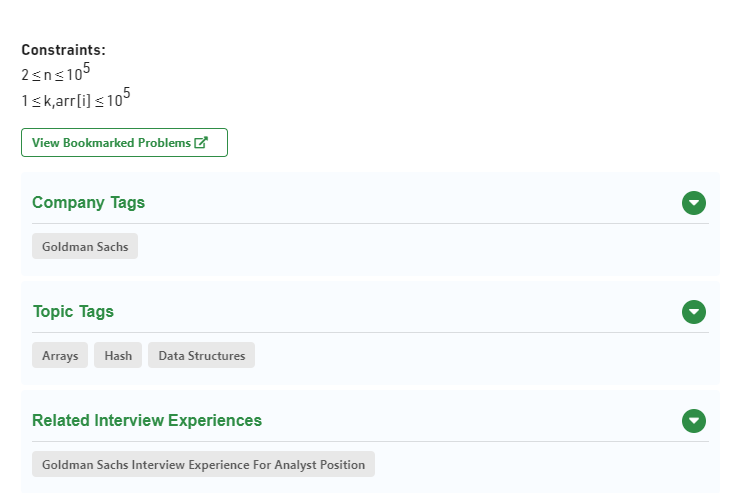 Constraints:
2 ≤ n ≤ 10^5
1 ≤ k,arr[i] ≤ 10^5
View Bookmarked Problems
Company Tags
Goldman Sachs
Topic Tags
Arrays Hash Data Structures
Related Interview Experiences
Goldman Sachs Interview Experience For Analyst Position